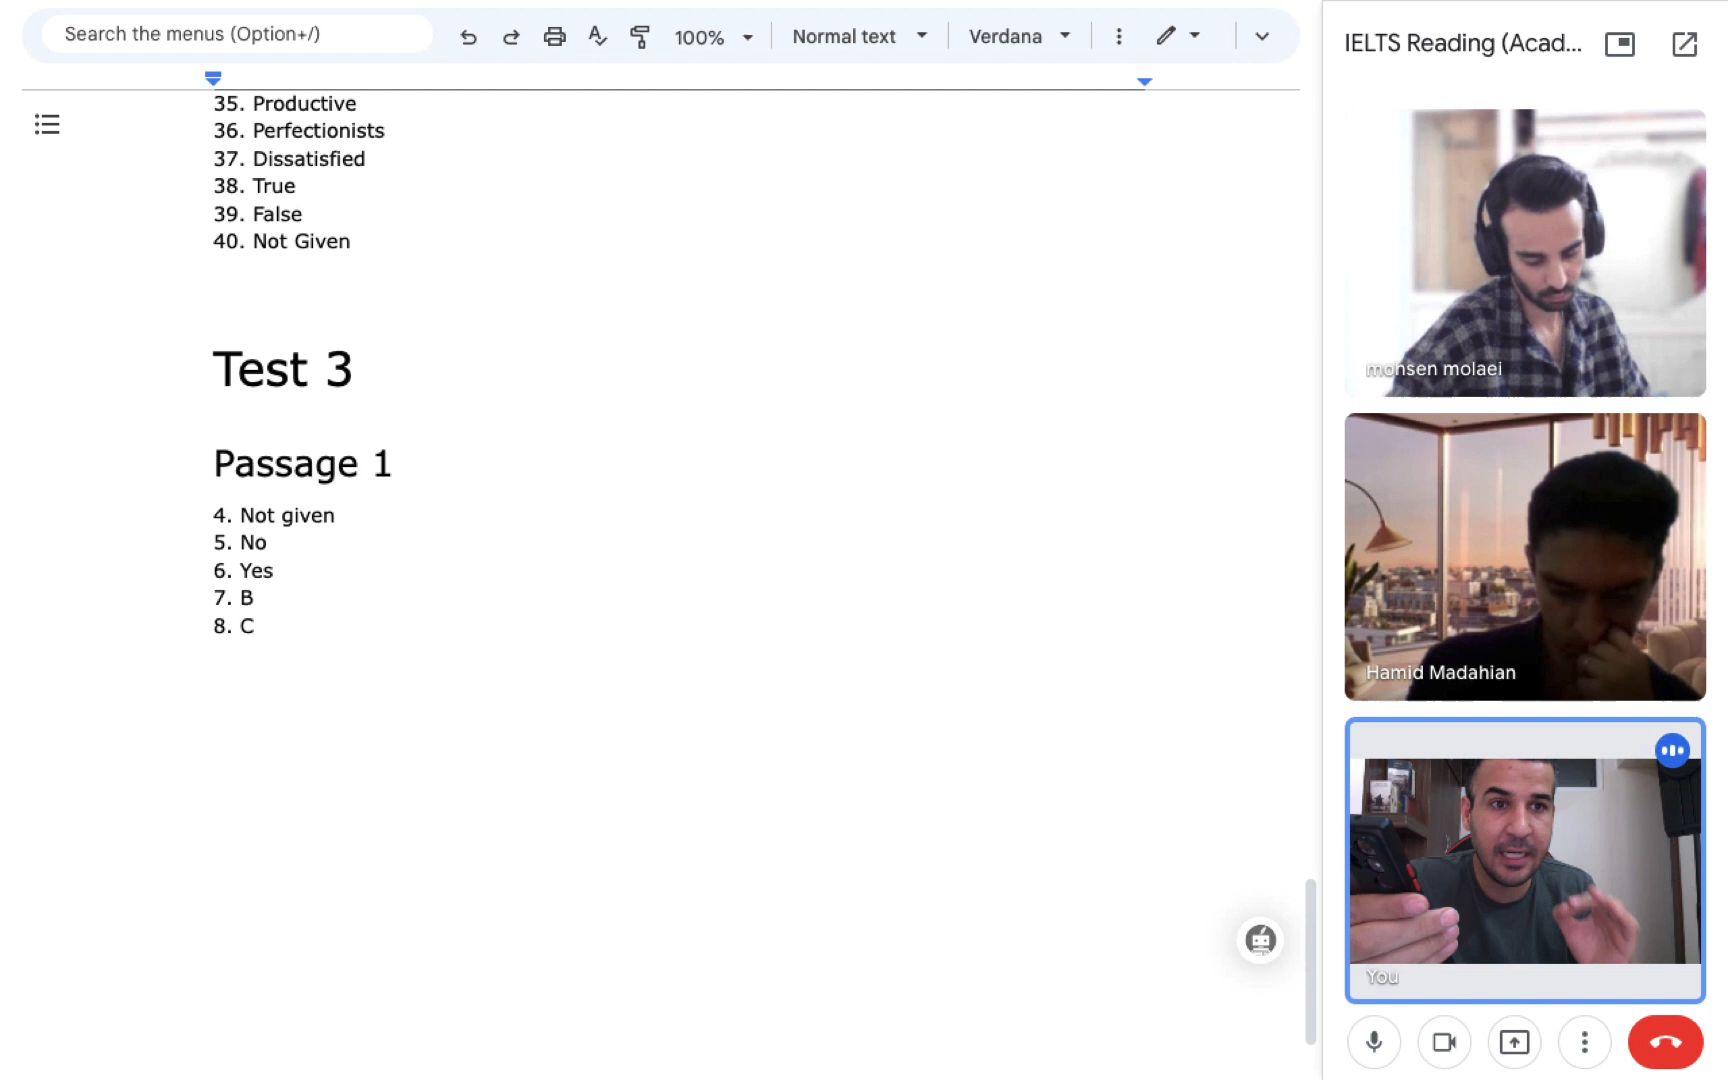 Search the menus (Option+/)
100%
Normal text
Verdana
IELTS Reading (Acad...
35. Productive
36. Perfectionists
37. Dissatisfied
38. True
39. False
40. Not Given
Test 3
Passage 1
4. Not given
5. No
6. Yes
7. B
8. C
mohsen molaei
Hamid Madahian
You